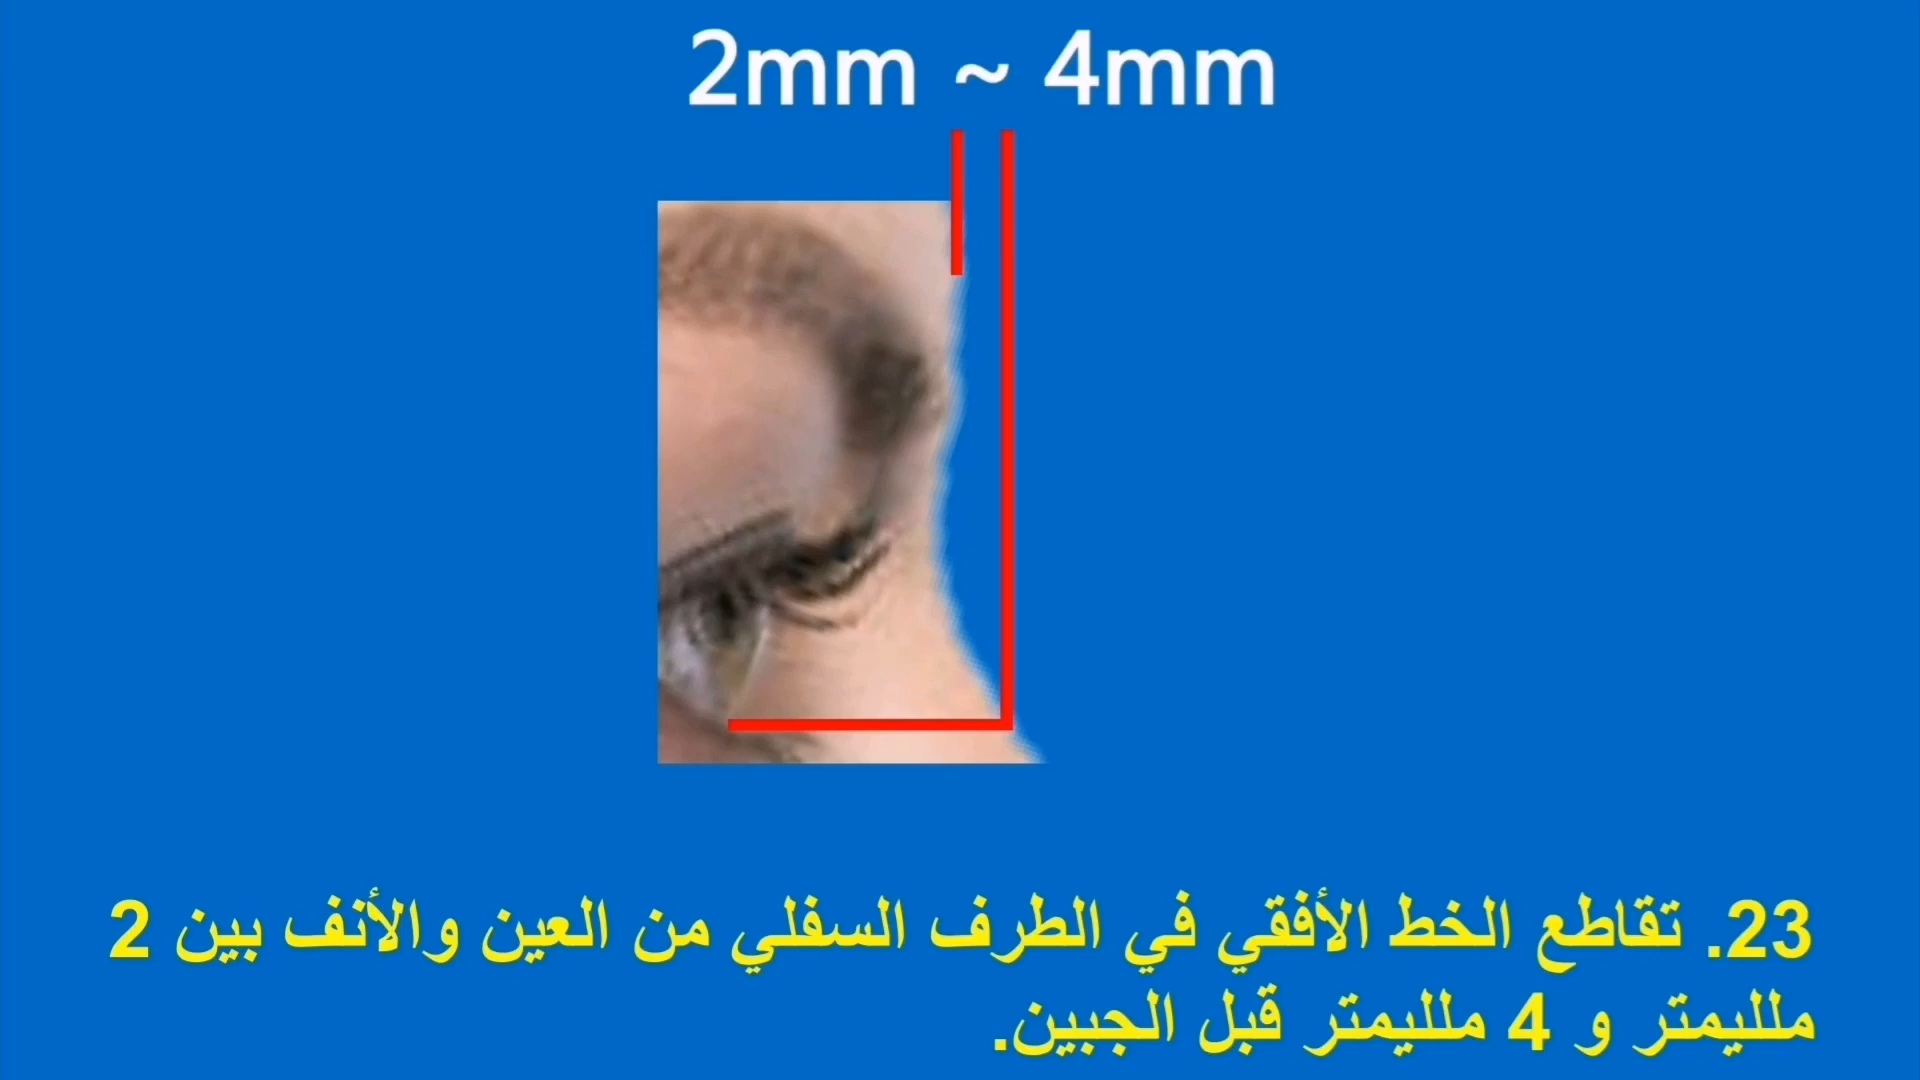 2mm ~ 4mm
23. تقاطع الخط الأفقي في الطرف السفلي من العين والأنف بين 2
ملليمتر و 4 ملليمتر قبل الجبين.